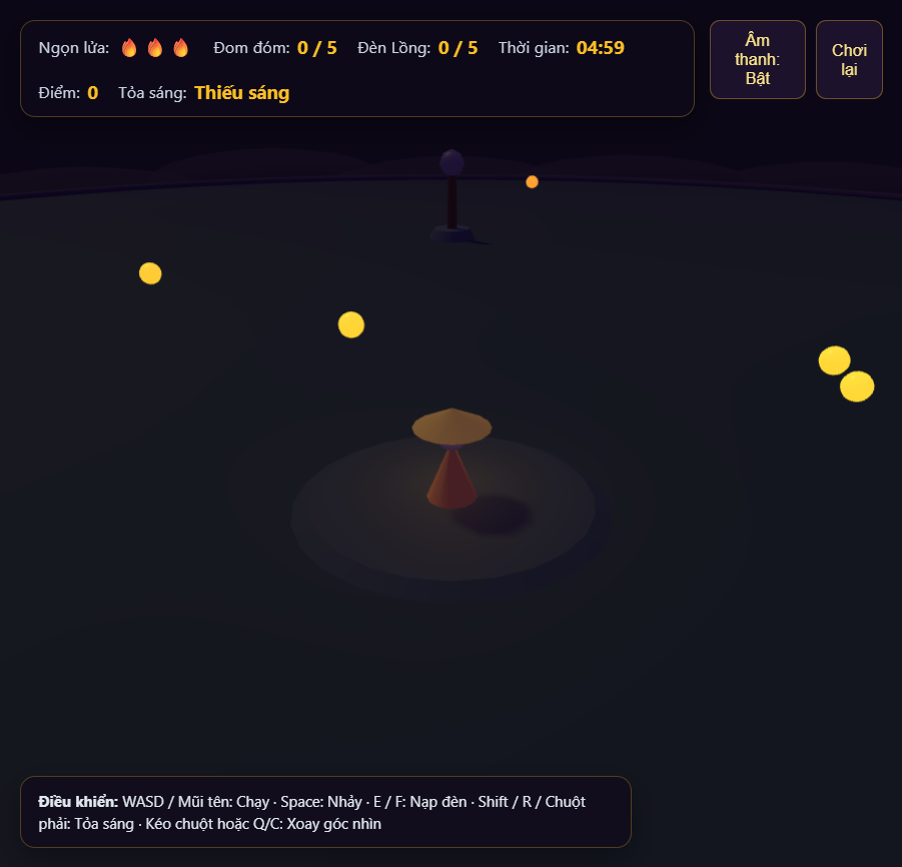 Ngọn lửa: 🔥 🔥 🔥 Đom đóm: 0 / 5 Đèn Lồng: 0 / 5 Thời gian: 04:59
Điểm: 0 Tỏa sáng: Thiếu sáng
Âm
thanh:
Bật
Chơi
lại
Điều khiển: WASD / Mũi tên: Chạy · Space: Nhảy · E / F: Nạp đèn · Shift / R / Chuột
phải: Tỏa sáng · Kéo chuột hoặc Q/C: Xoay góc nhìn